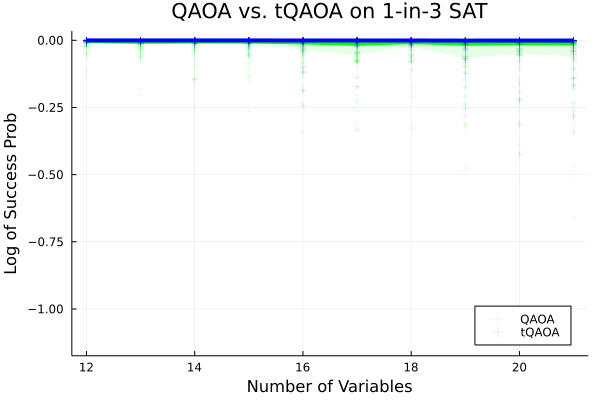 QAOA vs. tQAOA on 1-in-3 SAT
Log of Success Prob
0.00
−0.25
−0.50
−0.75
−1.00
QAOA
tQAOA
12
14
16
18
20
Number of Variables